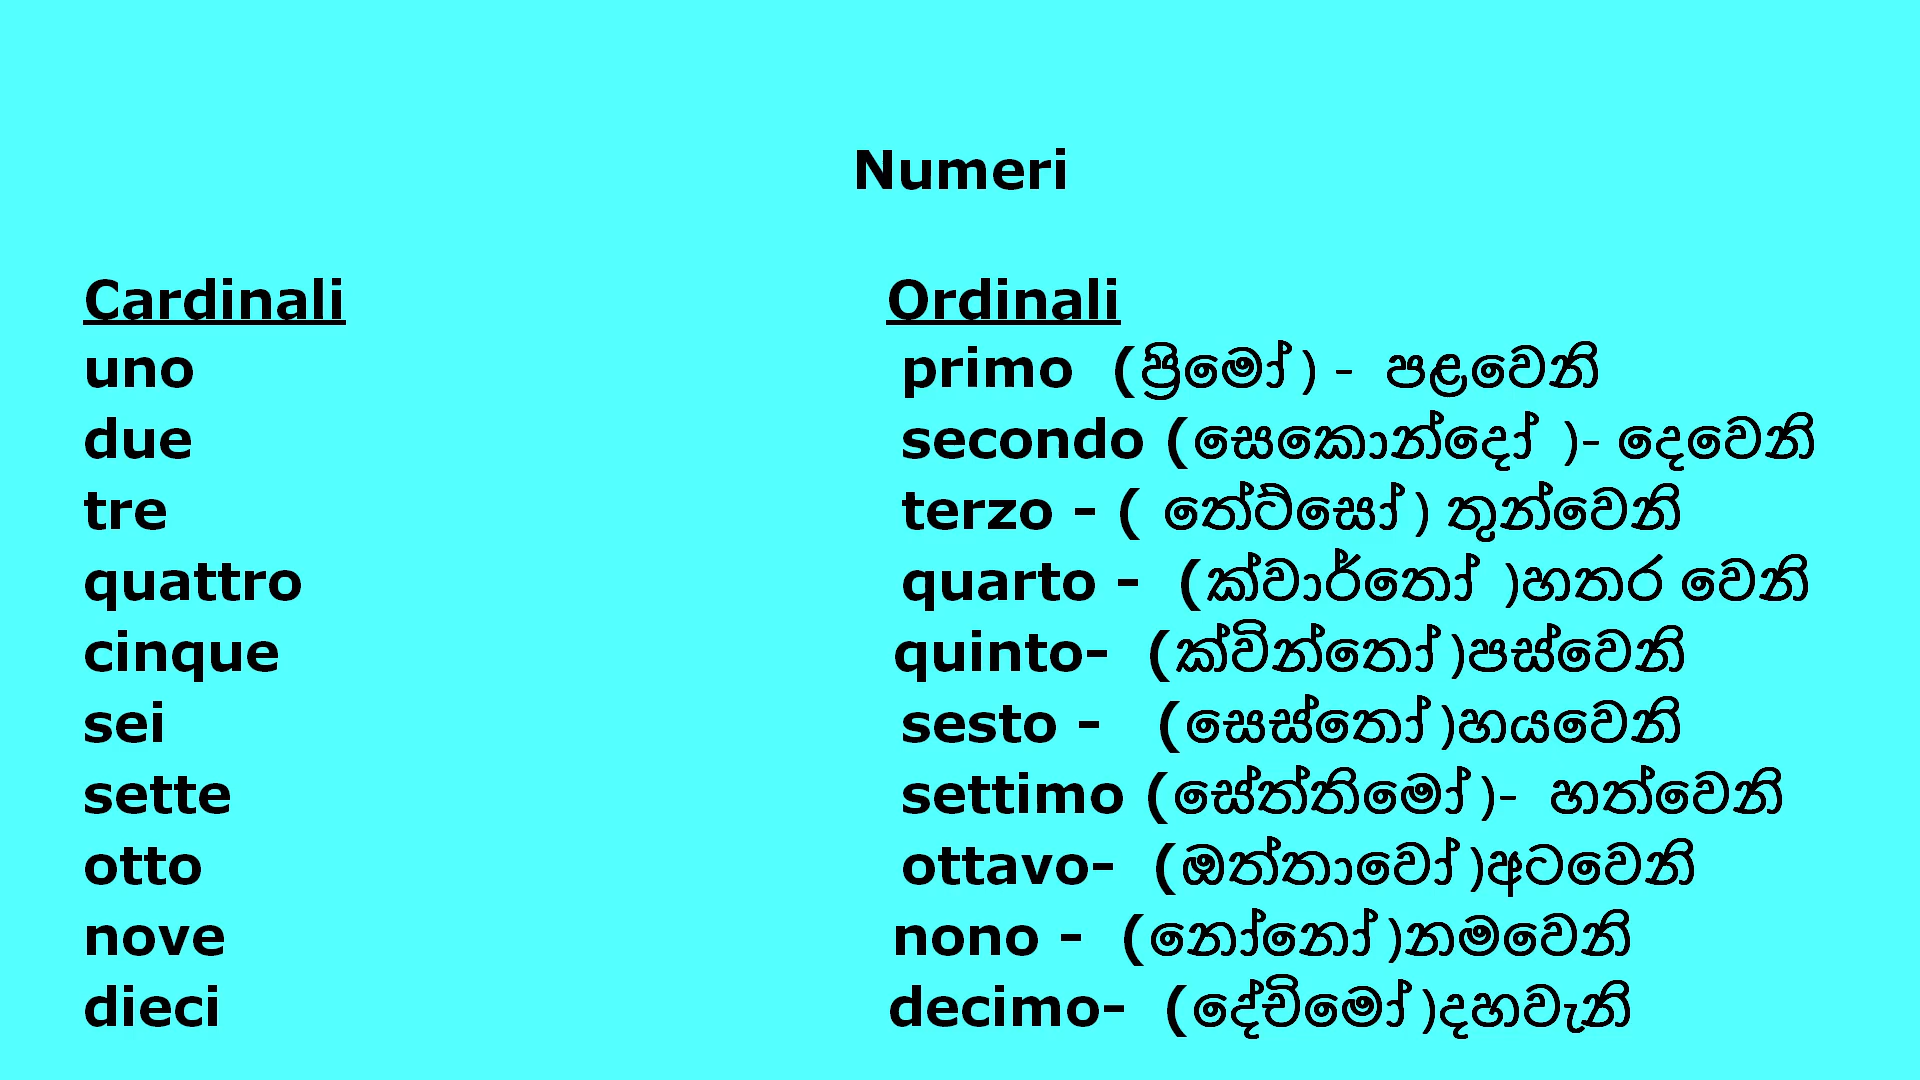 Numeri
Cardinali Ordinali
uno primo (ප්‍රිමෝ) - පළවෙනි
due secondo (සෙකොන්දෝ )- දෙවෙනි
tre terzo - ( තේට්සෝ) තුන්වෙනි
quattro quarto - (ක්වාර්තෝ )හතර වෙනි
cinque quinto- (ක්වින්තෝ)පස්වෙනි
sei sesto - (සෙස්තෝ)හයවෙනි
sette settimo (සේත්තිමෝ)- හත්වෙනි
otto ottavo- (ඔත්තාවෝ)අටවෙනි
nove nono - (නෝනෝ)නමවෙනි
dieci decimo- (දේචිමෝ)දහවැනි